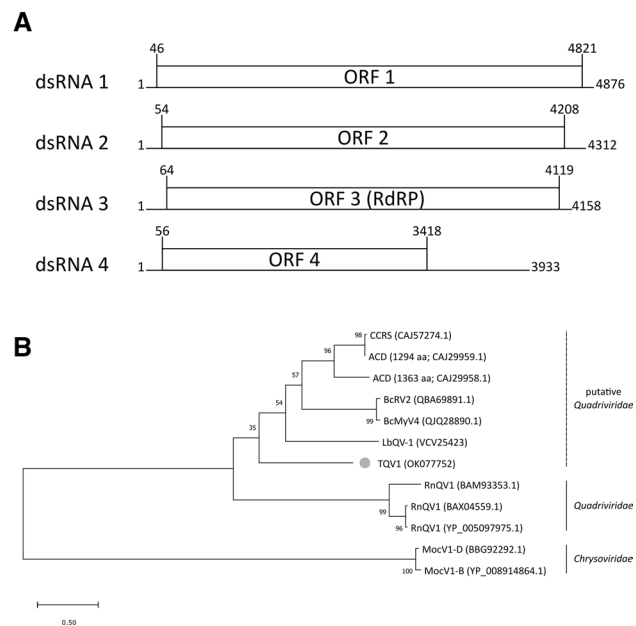 A
46 4821
dsRNA 1 1 ORF 1 4876
54 4208
dsRNA 2 1 ORF 2 4312
64 4119
dsRNA 3 1 ORF 3 (RdRP) 4158
56 3418
dsRNA 4 1 ORF 4 3933
B
98 CCRS (CAJ57274.1)
96 ACD (1294 aa; CAJ29959.1)
57 ACD (1363 aa; CAJ29958.1)
putative
Quadriviridae
54 BcRV2 (QBA69891.1)
99 BcMyV4 (QJQ28890.1)
35 LbQV-1 (VCV25423)
TQV1 (OK077752)
RnQV1 (BAM93353.1)
99 RnQV1 (BAX04559.1)
Quadriviridae
96 RnQV1 (YP_005097975.1)
MocV1-D (BBG92292.1)
Chrysoviridae
100 MocV1-B (YP_008914864.1)
0.50